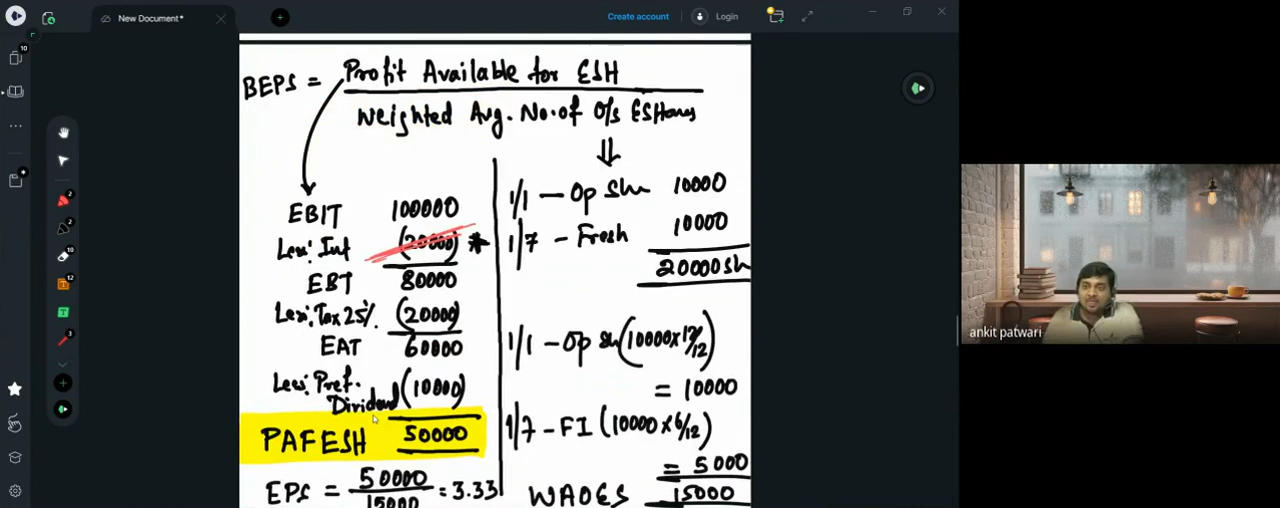 New Document*
Create account
Login
BEPS = Profit Available for ESH
Weighted Avg. No. of O/s EShares
EBIT 100000
Less: Int (20000) *
EBT 80000
Less: Tax 25% (20000)
EAT 60000
Less: Pref. Dividend (10000)
PAFESH 50000
EPS = 50000 / 15000 = 3.33
1/1 — Op Sh 10000
1/7 - Fresh 10000
20000 Sh
1/1 - Op Sh (10000 x 12/12)
= 10000
1/7 - FI (10000 x 6/12)
= 5000
WAOES 15000
ankit patwari